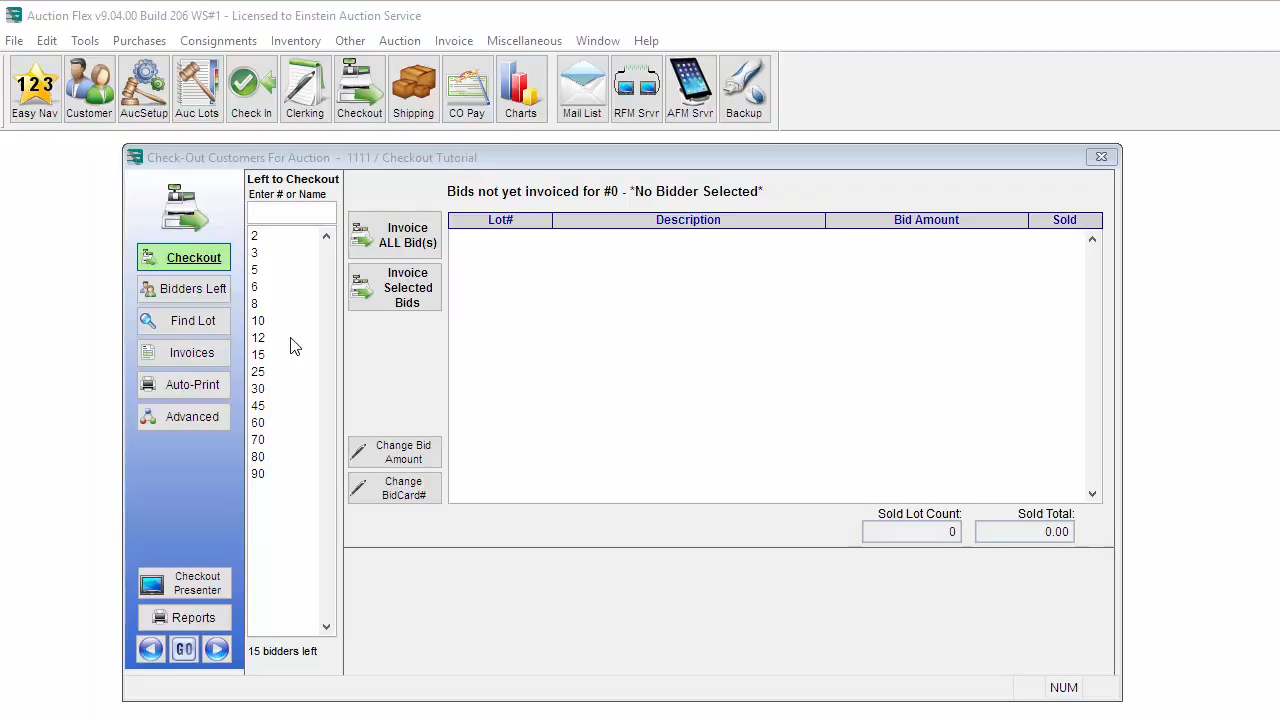 Auction Flex v9.04.00 Build 206 WS#1 - Licensed to Einstein Auction Service
File Edit Tools Purchases Consignments Inventory Other Auction Invoice Miscellaneous Window Help
1 2 3
Easy Nav Customer AucSetup Auc Lots Check In Clerking Checkout Shipping CO Pay Charts Mail List RFM Srvr AFM Srvr Backup
Check-Out Customers For Auction - 1111 / Checkout Tutorial
Left to Checkout
Enter # or Name
Bids not yet invoiced for #0 - *No Bidder Selected*
Checkout
Bidders Left
Find Lot
Invoices
Auto-Print
Advanced
2
3
5
6
8
10
12
15
25
30
45
60
70
80
90
Invoice
ALL Bid(s)
Invoice
Selected
Bids
Lot# Description Bid Amount Sold
Change Bid
Amount
Change
BidCard#
Sold Lot Count: Sold Total:
0 0.00
Checkout
Presenter
Reports
GO
15 bidders left
NUM